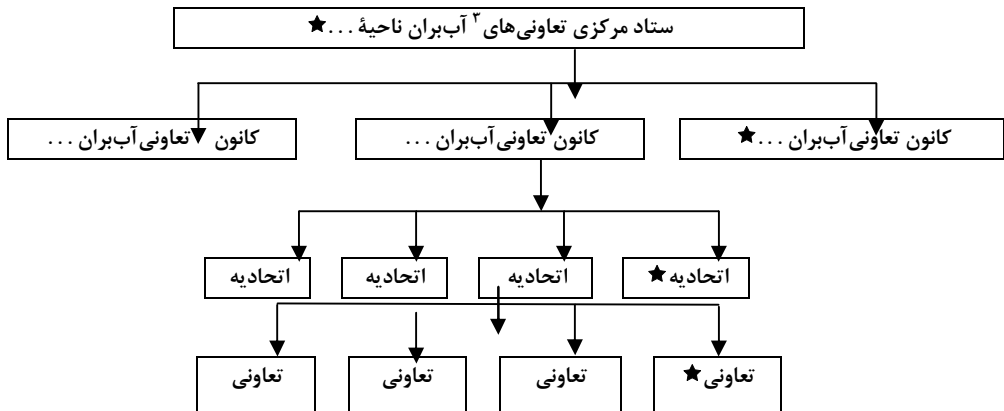 ستاد مرکزی تعاونی‌های ۳ آب‌بران ناحیهٔ ...★
کانون تعاونی آب‌بران ...★
کانون تعاونی آب‌بران ...
کانون تعاونی آب‌بران ...
اتحادیه★
اتحادیه
اتحادیه
اتحادیه
تعاونی★
تعاونی
تعاونی
تعاونی